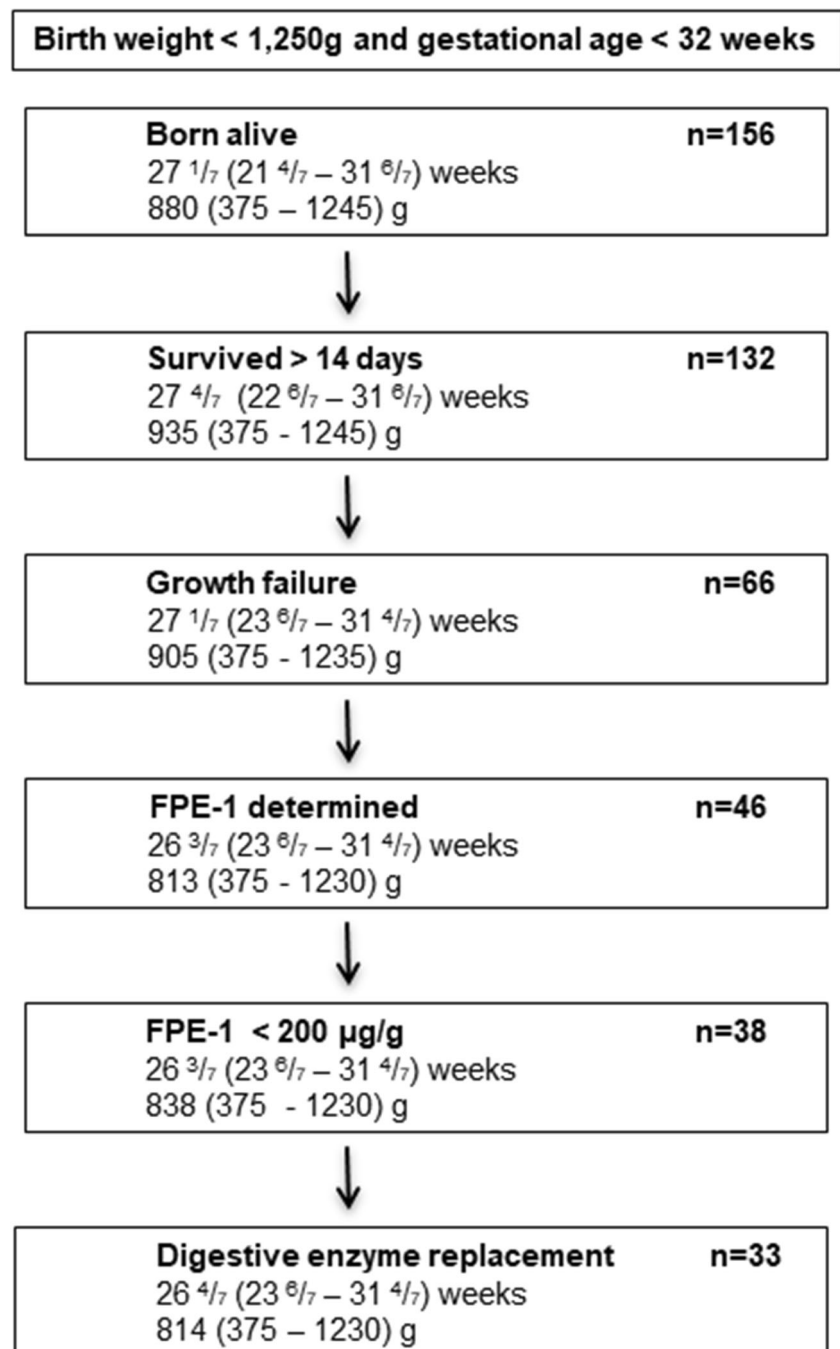 Birth weight < 1,250g and gestational age < 32 weeks
Born alive n=156
27 ¹/₇ (21 ⁴/₇ – 31 ⁶/₇) weeks
880 (375 – 1245) g
Survived > 14 days n=132
27 ⁴/₇ (22 ⁶/₇ – 31 ⁶/₇) weeks
935 (375 - 1245) g
Growth failure n=66
27 ¹/₇ (23 ⁶/₇ – 31 ⁴/₇) weeks
905 (375 - 1235) g
FPE-1 determined n=46
26 ³/₇ (23 ⁶/₇ – 31 ⁴/₇) weeks
813 (375 - 1230) g
FPE-1 < 200 µg/g n=38
26 ³/₇ (23 ⁶/₇ – 31 ⁴/₇) weeks
838 (375 - 1230) g
Digestive enzyme replacement n=33
26 ⁴/₇ (23 ⁶/₇ – 31 ⁴/₇) weeks
814 (375 – 1230) g